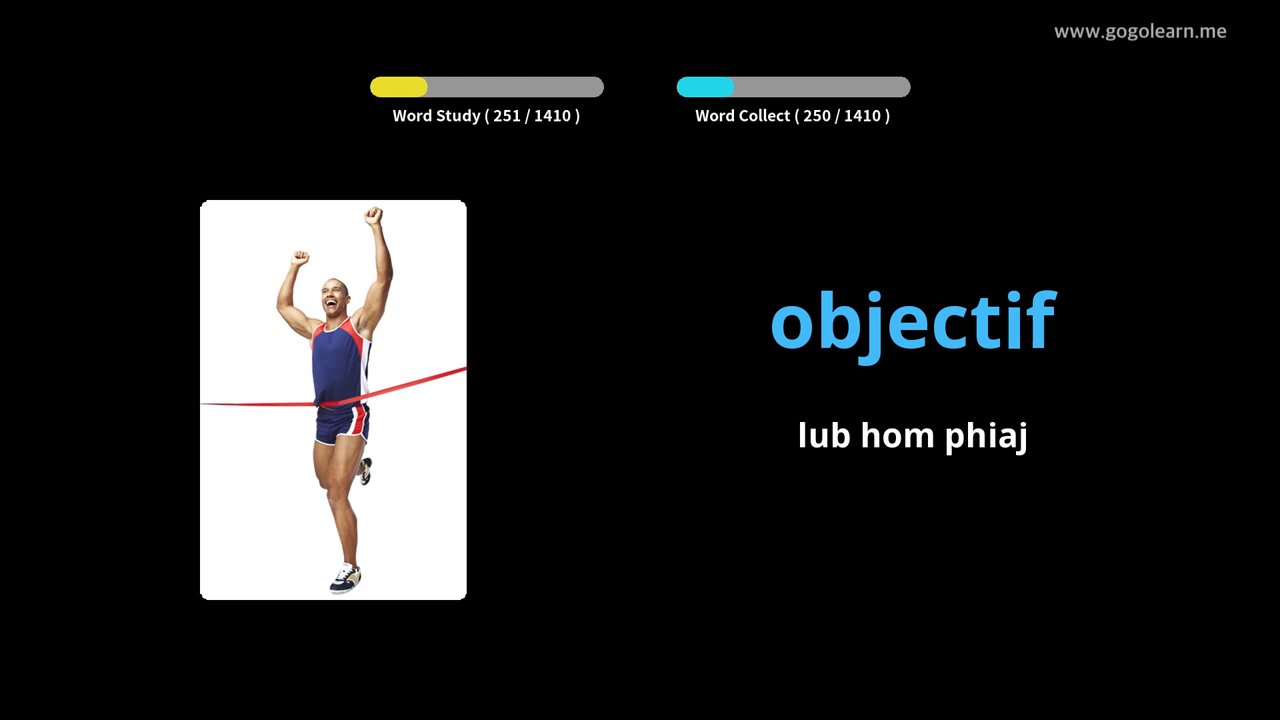 www.gogolearn.me
Word Study ( 251 / 1410 )
Word Collect ( 250 / 1410 )
objectif
lub hom phiaj